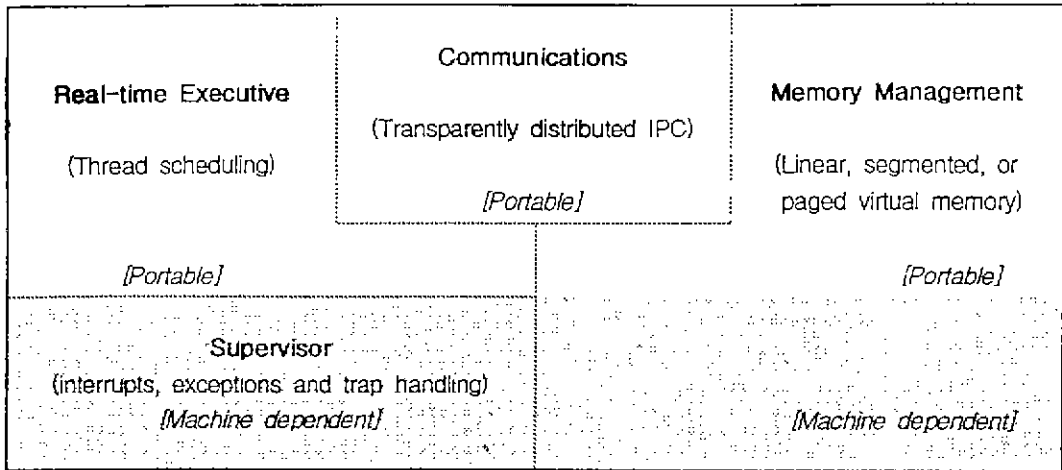 Communications
(Transparently distributed IPC)
[Portable]
Real-time Executive
(Thread scheduling)
[Portable]
Memory Management
(Linear, segmented, or
paged virtual memory)
[Portable]
Supervisor
(interrupts, exceptions and trap handling)
[Machine dependent]
[Machine dependent]